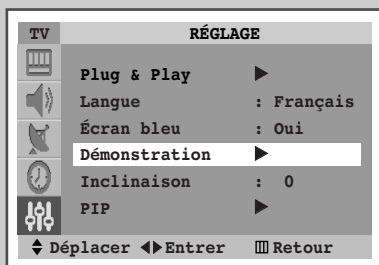 TV RÉGLAGE
Plug & Play ▶
Langue : Français
Écran bleu : Oui
Démonstration ▶
Inclinaison : 0
PIP ▶
Déplacer Entrer Retour